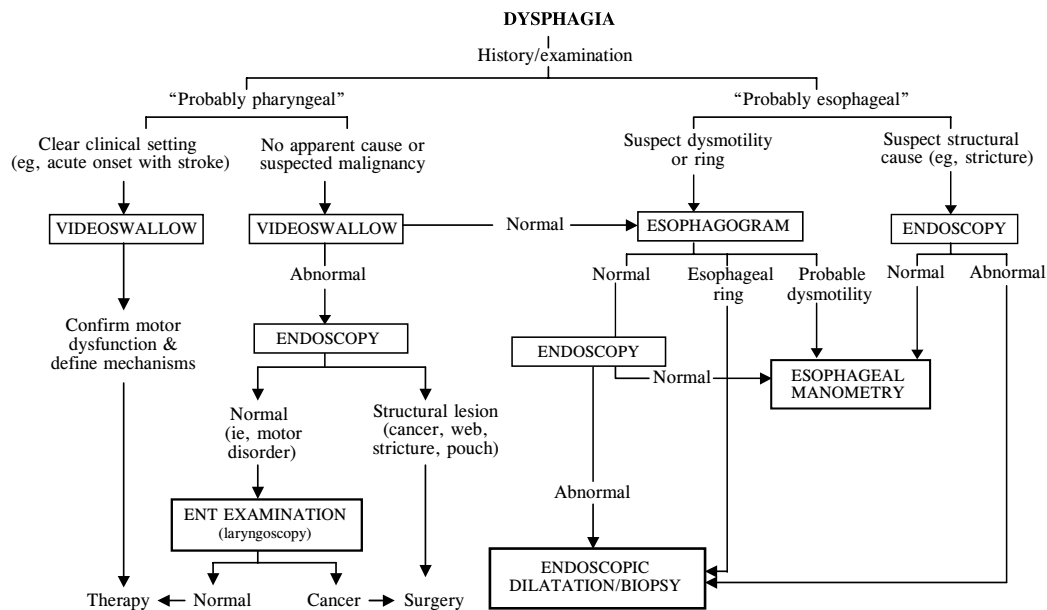 DYSPHAGIA
History/examination
“Probably pharyngeal”
“Probably esophageal”
Clear clinical setting
(eg, acute onset with stroke)
No apparent cause or
suspected malignancy
Suspect dysmotility
or ring
Suspect structural
cause (eg, stricture)
VIDEOSWALLOW
VIDEOSWALLOW
Normal
ESOPHAGOGRAM
ENDOSCOPY
Abnormal
Normal
Esophageal
ring
Probable
dysmotility
Normal
Abnormal
Confirm motor
dysfunction &
define mechanisms
ENDOSCOPY
ENDOSCOPY
Normal
ESOPHAGEAL
MANOMETRY
Normal
(ie, motor
disorder)
Structural lesion
(cancer, web,
stricture, pouch)
Abnormal
ENT EXAMINATION
(laryngoscopy)
ENDOSCOPIC
DILATATION/BIOPSY
Therapy
Normal
Cancer
Surgery